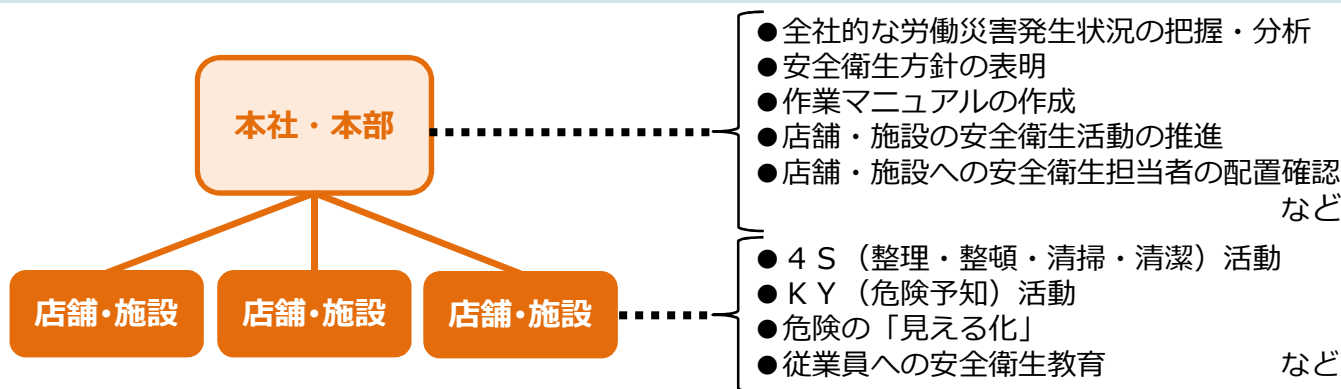 本社・本部
●全社的な労働災害発生状況の把握・分析
●安全衛生方針の表明
●作業マニュアルの作成
●店舗・施設の安全衛生活動の推進
●店舗・施設への安全衛生担当者の配置確認
など
店舗・施設
店舗・施設
店舗・施設
●４Ｓ（整理・整頓・清掃・清潔）活動
●ＫＹ（危険予知）活動
●危険の「見える化」
●従業員への安全衛生教育 など